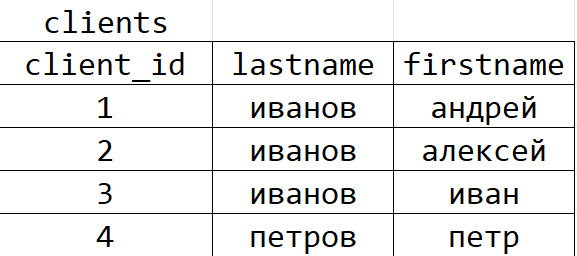 clients
client_id lastname firstname
1 иванов андрей
2 иванов алексей
3 иванов иван
4 петров петр